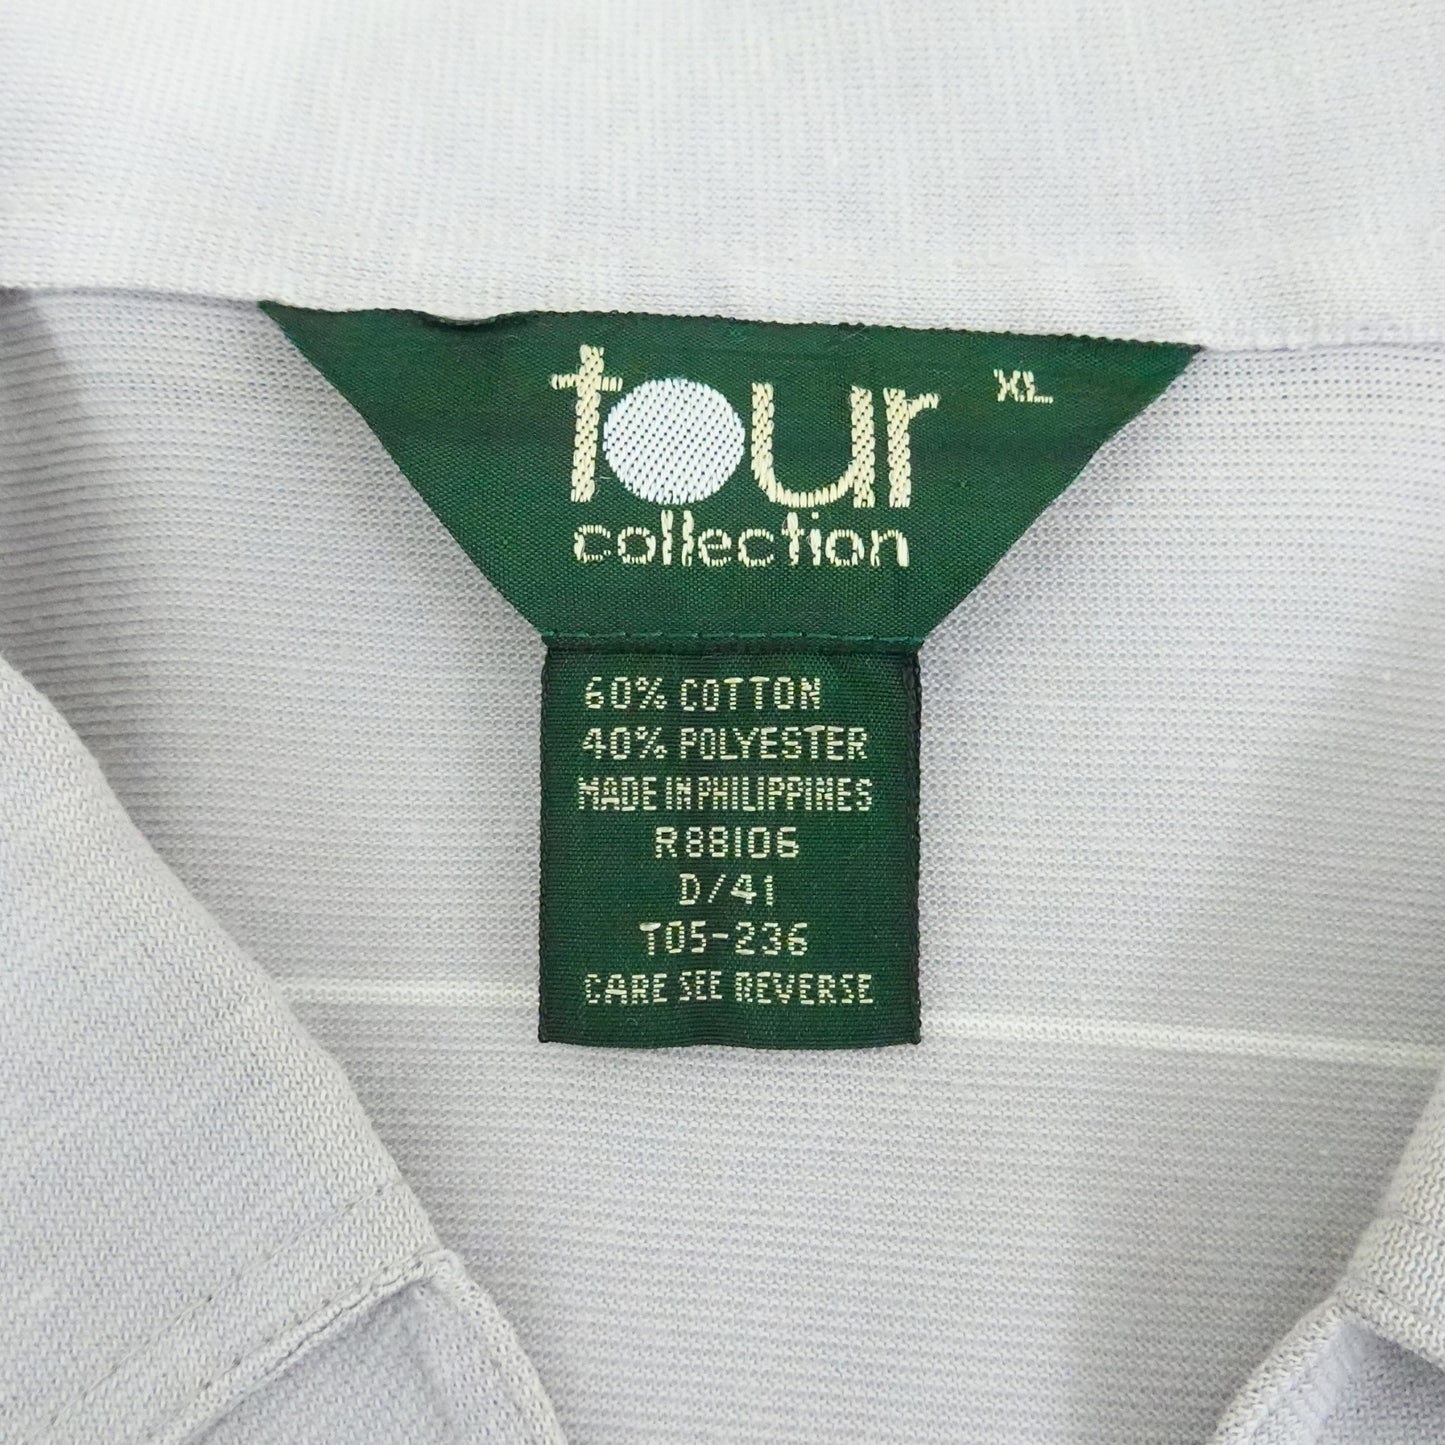 tour XL
collection
60% COTTON
40% POLYESTER
MADE IN PHILIPPINES
R88106
D/41
T05-236
CARE SEE REVERSE